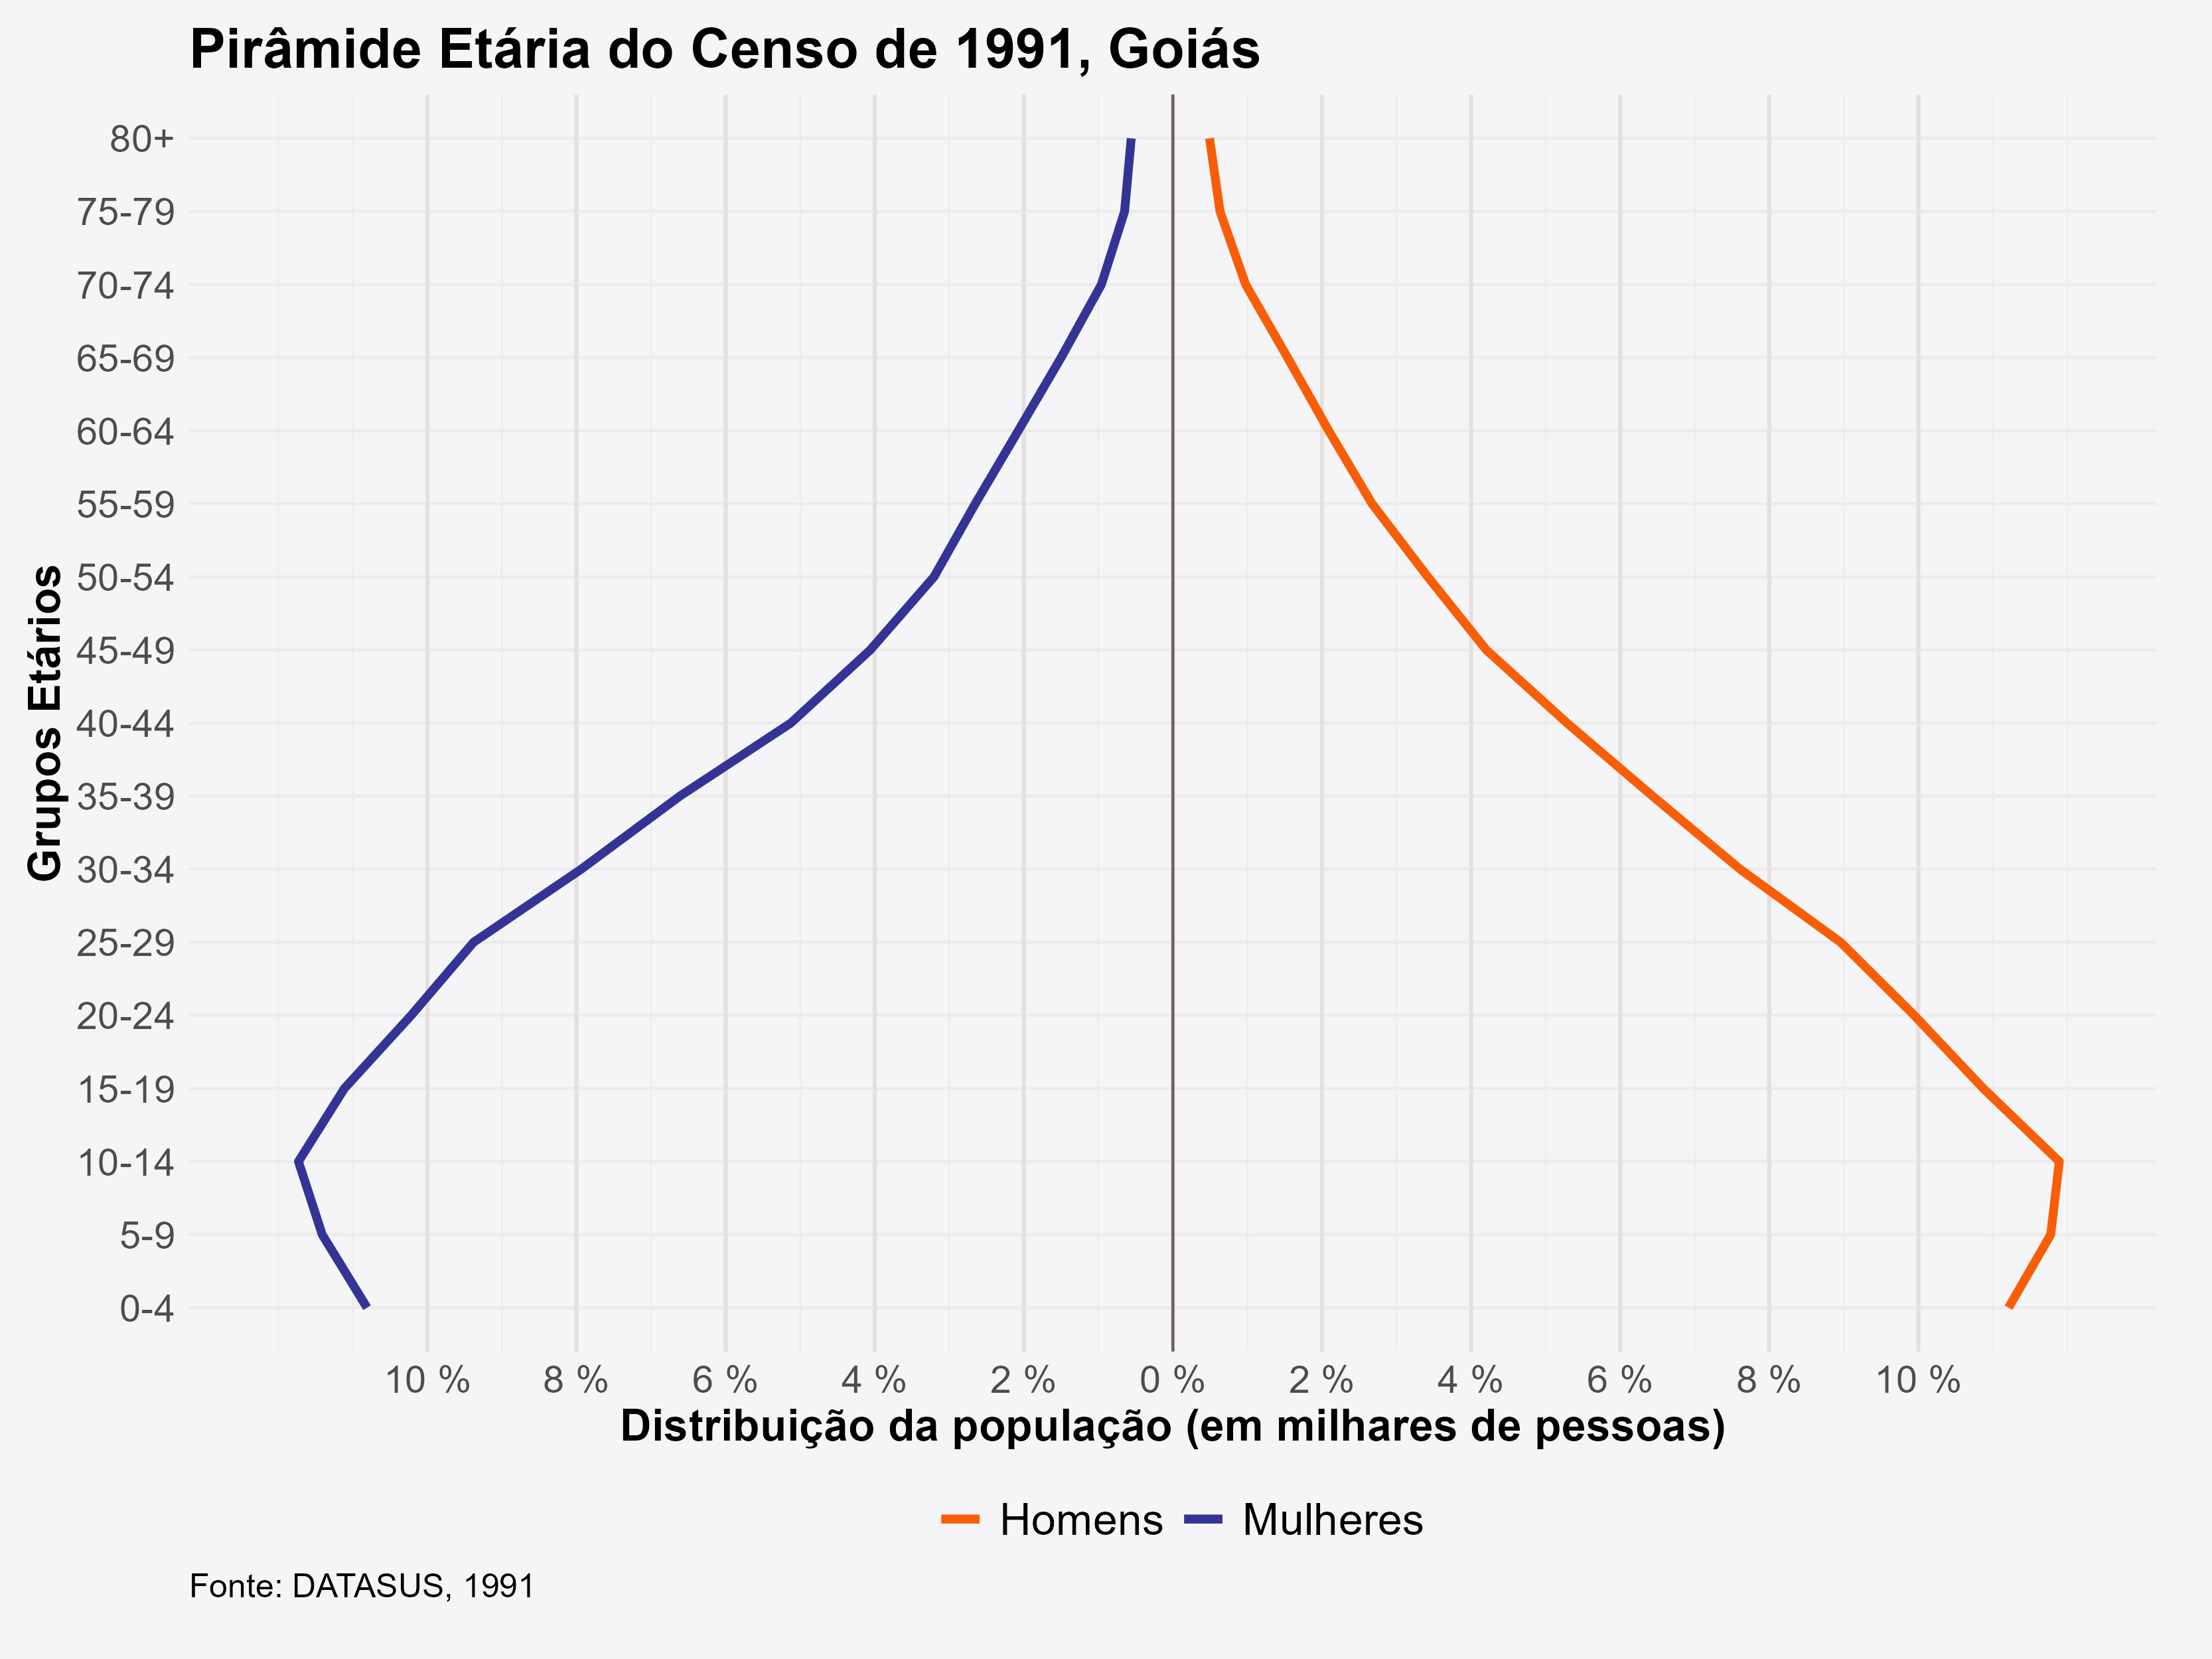 Pirâmide Etária do Censo de 1991, Goiás
Grupos Etários
80+
75-79
70-74
65-69
60-64
55-59
50-54
45-49
40-44
35-39
30-34
25-29
20-24
15-19
10-14
5-9
0-4
10 % 8 % 6 % 4 % 2 % 0 % 2 % 4 % 6 % 8 % 10 %
Distribuição da população (em milhares de pessoas)
Homens Mulheres
Fonte: DATASUS, 1991